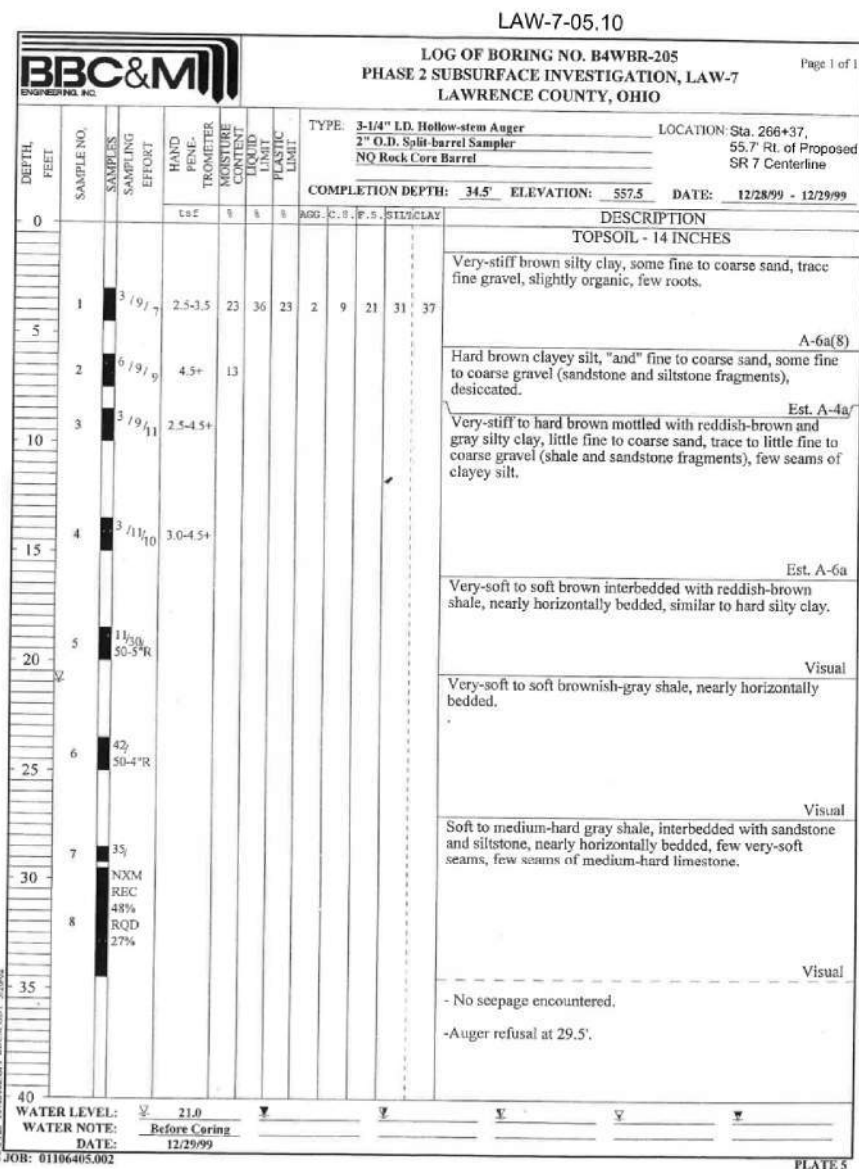 LAW-7-05.10
BBC&M
ENGINEERING, INC.
LOG OF BORING NO. B4WBR-205
PHASE 2 SUBSURFACE INVESTIGATION, LAW-7
LAWRENCE COUNTY, OHIO
Page 1 of 1
DEPTH, FEET
SAMPLE NO.
SAMPLES
SAMPLING EFFORT
HAND PENE-TROMETER
MOISTURE CONTENT
LIQUID LIMIT
PLASTIC LIMIT
TYPE: 3-1/4" I.D. Hollow-stem Auger
2" O.D. Split-barrel Sampler
NQ Rock Core Barrel
LOCATION: Sta. 266+37,
55.7' Rt. of Proposed
SR 7 Centerline
COMPLETION DEPTH: 34.5' ELEVATION: 557.5 DATE: 12/28/99 - 12/29/99
0 tsf % % % AGG. C.S. F.S. SILT CLAY DESCRIPTION
TOPSOIL - 14 INCHES
Very-stiff brown silty clay, some fine to coarse sand, trace
fine gravel, slightly organic, few roots.
1 3/9/7 2.5-3.5 23 36 23 2 9 21 31 37
5
A-6a(8)
Hard brown clayey silt, "and" fine to coarse sand, some fine
to coarse gravel (sandstone and siltstone fragments),
desiccated.
2 6/9/9 4.5+ 13
Est. A-4a
3 3/9/11 2.5-4.5+
10
Very-stiff to hard brown mottled with reddish-brown and
gray silty clay, little fine to coarse sand, trace to little fine to
coarse gravel (shale and sandstone fragments), few seams of
clayey silt.
4 3/11/10 3.0-4.5+
15
Est. A-6a
Very-soft to soft brown interbedded with reddish-brown
shale, nearly horizontally bedded, similar to hard silty clay.
5 11/30/
50-5"R
20
Visual
Very-soft to soft brownish-gray shale, nearly horizontally
bedded.
6 42/
50-4"R
25
Visual
Soft to medium-hard gray shale, interbedded with sandstone
and siltstone, nearly horizontally bedded, few very-soft
seams, few seams of medium-hard limestone.
7 35/
30
8 NXM
REC
48%
RQD
27%
Visual
35
- No seepage encountered.
-Auger refusal at 29.5'.
40
WATER LEVEL: 21.0
WATER NOTE: Before Coring
DATE: 12/29/99
JOB: 01106405.002
PLATE 5